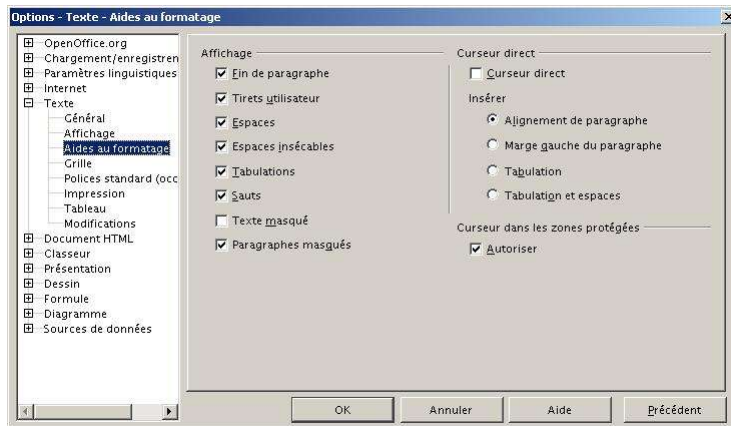 Options - Texte - Aides au formatage
OpenOffice.org
Chargement/enregistren
Paramètres linguistiques
Internet
Texte
Général
Affichage
Aides au formatage
Grille
Polices standard (occ
Impression
Tableau
Modifications
Document HTML
Classeur
Présentation
Dessin
Formule
Diagramme
Sources de données
Affichage
Fin de paragraphe
Tirets utilisateur
Espaces
Espaces insécables
Tabulations
Sauts
Texte masqué
Paragraphes masqués
Curseur direct
Curseur direct
Insérer
Alignement de paragraphe
Marge gauche du paragraphe
Tabulation
Tabulation et espaces
Curseur dans les zones protégées
Autoriser
OK
Annuler
Aide
Précédent